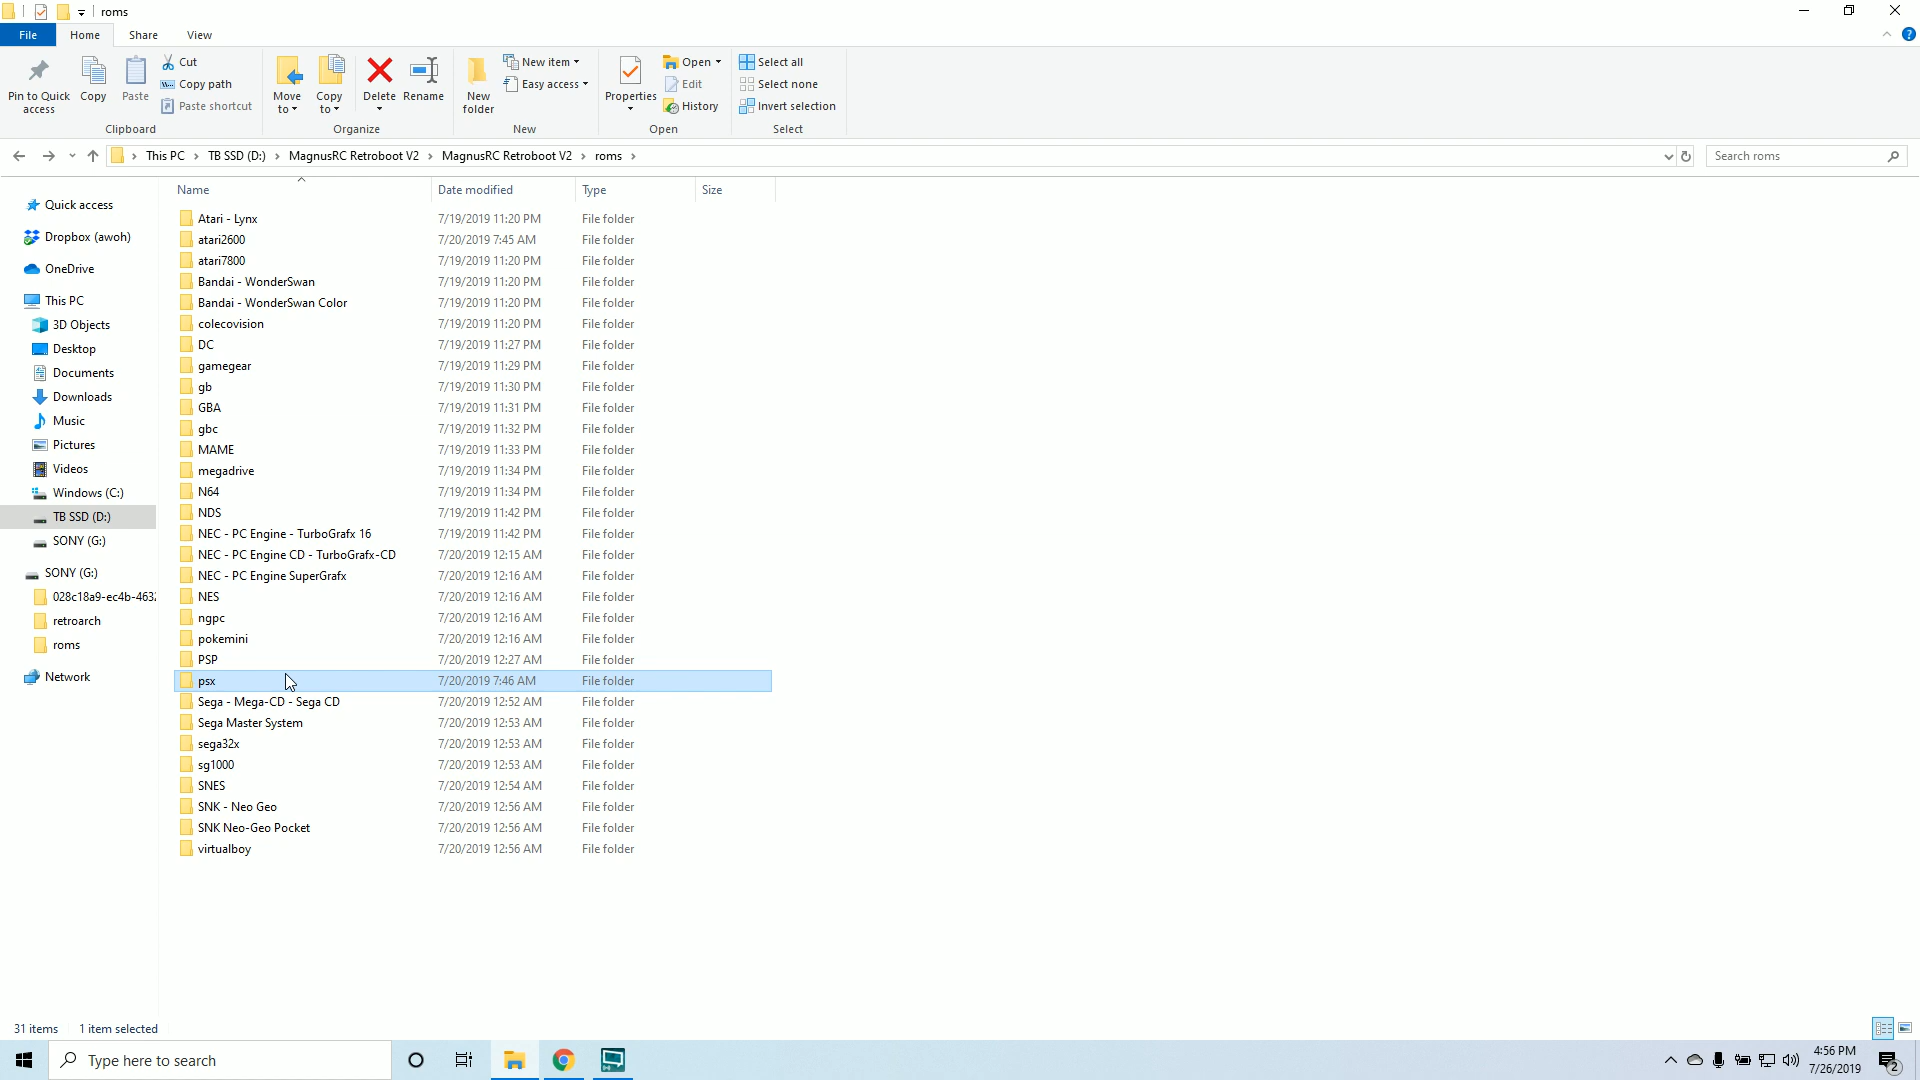 roms
File Home Share View
Pin to Quick access
Copy
Paste
Cut
Copy path
Paste shortcut
Clipboard
Move to
Copy to
Delete
Rename
Organize
New folder
New item
Easy access
New
Properties
Open
Edit
History
Open
Select all
Select none
Invert selection
Select
This PC > TB SSD (D:) > MagnusRC Retroboot V2 > MagnusRC Retroboot V2 > roms >
Search roms
Quick access
Dropbox (awoh)
OneDrive
This PC
3D Objects
Desktop
Documents
Downloads
Music
Pictures
Videos
Windows (C:)
TB SSD (D:)
SONY (G:)
SONY (G:)
028c18a9-ec4b-4632
retroarch
roms
Network
Name Date modified Type Size
Atari - Lynx 7/19/2019 11:20 PM File folder
atari2600 7/20/2019 7:45 AM File folder
atari7800 7/19/2019 11:20 PM File folder
Bandai - WonderSwan 7/19/2019 11:20 PM File folder
Bandai - WonderSwan Color 7/19/2019 11:20 PM File folder
colecovision 7/19/2019 11:20 PM File folder
DC 7/19/2019 11:27 PM File folder
gamegear 7/19/2019 11:29 PM File folder
gb 7/19/2019 11:30 PM File folder
GBA 7/19/2019 11:31 PM File folder
gbc 7/19/2019 11:32 PM File folder
MAME 7/19/2019 11:33 PM File folder
megadrive 7/19/2019 11:34 PM File folder
N64 7/19/2019 11:34 PM File folder
NDS 7/19/2019 11:42 PM File folder
NEC - PC Engine - TurboGrafx 16 7/19/2019 11:42 PM File folder
NEC - PC Engine CD - TurboGrafx-CD 7/20/2019 12:15 AM File folder
NEC - PC Engine SuperGrafx 7/20/2019 12:16 AM File folder
NES 7/20/2019 12:16 AM File folder
ngpc 7/20/2019 12:16 AM File folder
pokemini 7/20/2019 12:16 AM File folder
PSP 7/20/2019 12:27 AM File folder
psx 7/20/2019 7:46 AM File folder
Sega - Mega-CD - Sega CD 7/20/2019 12:52 AM File folder
Sega Master System 7/20/2019 12:53 AM File folder
sega32x 7/20/2019 12:53 AM File folder
sg1000 7/20/2019 12:53 AM File folder
SNES 7/20/2019 12:54 AM File folder
SNK - Neo Geo 7/20/2019 12:56 AM File folder
SNK Neo-Geo Pocket 7/20/2019 12:56 AM File folder
virtualboy 7/20/2019 12:56 AM File folder
31 items 1 item selected
Type here to search
4:56 PM
7/26/2019
2